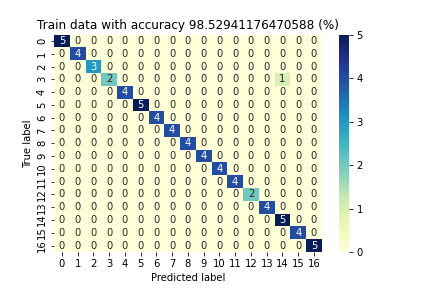 Train data with accuracy 98.52941176470588 (%)
0 5 0 0 0 0 0 0 0 0 0 0 0 0 0 0 0 0
1 0 4 0 0 0 0 0 0 0 0 0 0 0 0 0 0 0
2 0 0 3 0 0 0 0 0 0 0 0 0 0 0 0 0 0
3 0 0 0 2 0 0 0 0 0 0 0 0 0 0 1 0 0
4 0 0 0 0 4 0 0 0 0 0 0 0 0 0 0 0 0
5 0 0 0 0 0 5 0 0 0 0 0 0 0 0 0 0 0
6 0 0 0 0 0 0 4 0 0 0 0 0 0 0 0 0 0
7 0 0 0 0 0 0 0 4 0 0 0 0 0 0 0 0 0
8 0 0 0 0 0 0 0 0 4 0 0 0 0 0 0 0 0
9 0 0 0 0 0 0 0 0 0 4 0 0 0 0 0 0 0
10 0 0 0 0 0 0 0 0 0 0 4 0 0 0 0 0 0
11 0 0 0 0 0 0 0 0 0 0 0 4 0 0 0 0 0
12 0 0 0 0 0 0 0 0 0 0 0 0 2 0 0 0 0
13 0 0 0 0 0 0 0 0 0 0 0 0 0 4 0 0 0
14 0 0 0 0 0 0 0 0 0 0 0 0 0 0 5 0 0
15 0 0 0 0 0 0 0 0 0 0 0 0 0 0 0 4 0
16 0 0 0 0 0 0 0 0 0 0 0 0 0 0 0 0 5
0 1 2 3 4 5 6 7 8 9 10 11 12 13 14 15 16
True label
Predicted label
5
4
3
2
1
0